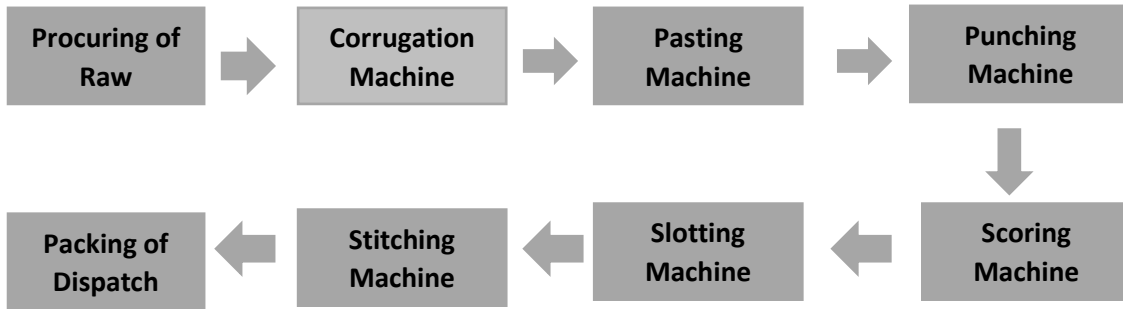 Procuring of
Raw
Corrugation
Machine
Pasting
Machine
Punching
Machine
Scoring
Machine
Slotting
Machine
Stitching
Machine
Packing of
Dispatch